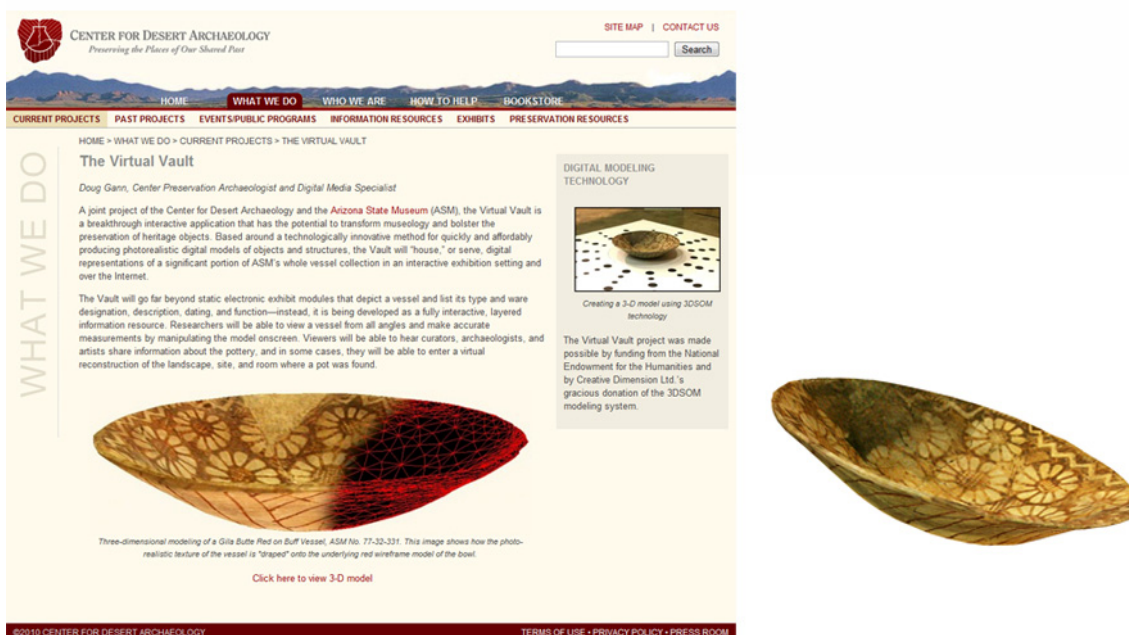 CENTER FOR DESERT ARCHAEOLOGY
Preserving the Places of Our Shared Past
SITE MAP | CONTACT US
Search
HOME WHAT WE DO WHO WE ARE HOW TO HELP BOOKSTORE
CURRENT PROJECTS PAST PROJECTS EVENTS/PUBLIC PROGRAMS INFORMATION RESOURCES EXHIBITS PRESERVATION RESOURCES
WHAT WE DO
HOME > WHAT WE DO > CURRENT PROJECTS > THE VIRTUAL VAULT
The Virtual Vault
Doug Gann, Center Preservation Archaeologist and Digital Media Specialist
A joint project of the Center for Desert Archaeology and the Arizona State Museum (ASM), the Virtual Vault is
a breakthrough interactive application that has the potential to transform museology and bolster the
preservation of heritage objects. Based around a technologically innovative method for quickly and affordably
producing photorealistic digital models of objects and structures, the Vault will "house," or serve, digital
representations of a significant portion of ASM's whole vessel collection in an interactive exhibition setting and
over the Internet.
The Vault will go far beyond static electronic exhibit modules that depict a vessel and list its type and ware
designation, description, dating, and function—instead, it is being developed as a fully interactive, layered
information resource. Researchers will be able to view a vessel from all angles and make accurate
measurements by manipulating the model onscreen. Viewers will be able to hear curators, archaeologists, and
artists share information about the pottery, and in some cases, they will be able to enter a virtual
reconstruction of the landscape, site, and room where a pot was found.
Three-dimensional modeling of a Gila Butte Red on Buff Vessel, ASM No. 77-32-331. This image shows how the photo-
realistic texture of the vessel is "draped" onto the underlying red wireframe model of the bowl.
Click here to view 3-D model
DIGITAL MODELING
TECHNOLOGY
Creating a 3-D model using 3DSOM
technology
The Virtual Vault project was made
possible by funding from the National
Endowment for the Humanities and
by Creative Dimension Ltd.'s
gracious donation of the 3DSOM
modeling system.
©2010 CENTER FOR DESERT ARCHAEOLOGY
TERMS OF USE • PRIVACY POLICY • PRESS ROOM